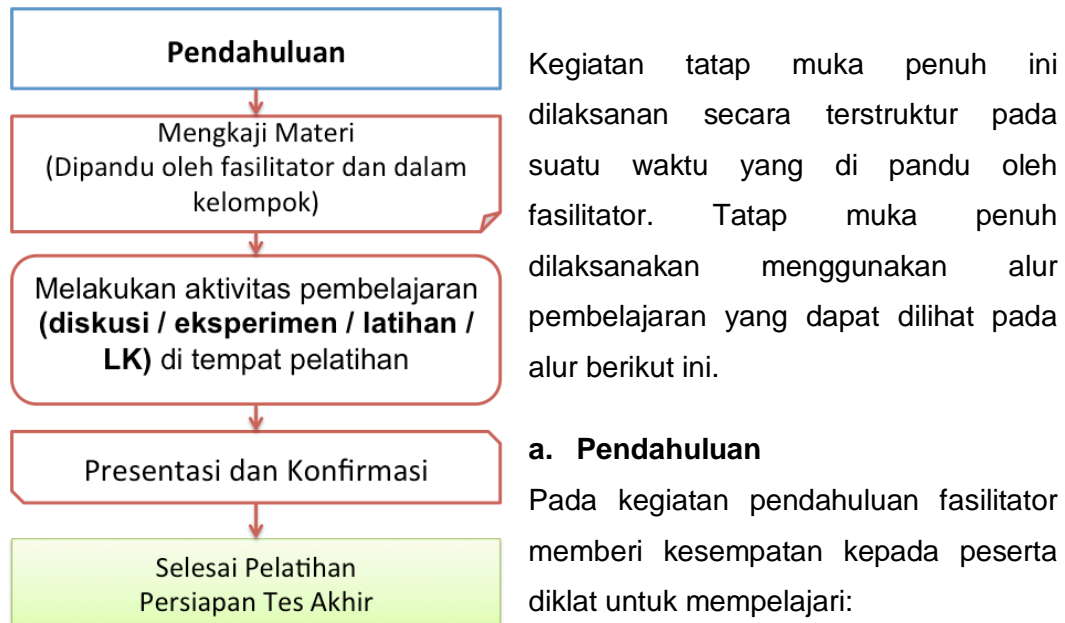 Pendahuluan
Mengkaji Materi
(Dipandu oleh fasilitator dan dalam
kelompok)
Melakukan aktivitas pembelajaran
(diskusi / eksperimen / latihan /
LK) di tempat pelatihan
Presentasi dan Konfirmasi
Selesai Pelatihan
Persiapan Tes Akhir
Kegiatan tatap muka penuh ini
dilaksanan secara terstruktur pada
suatu waktu yang di pandu oleh
fasilitator. Tatap muka penuh
dilaksanakan menggunakan alur
pembelajaran yang dapat dilihat pada
alur berikut ini.
a. Pendahuluan
Pada kegiatan pendahuluan fasilitator
memberi kesempatan kepada peserta
diklat untuk mempelajari: